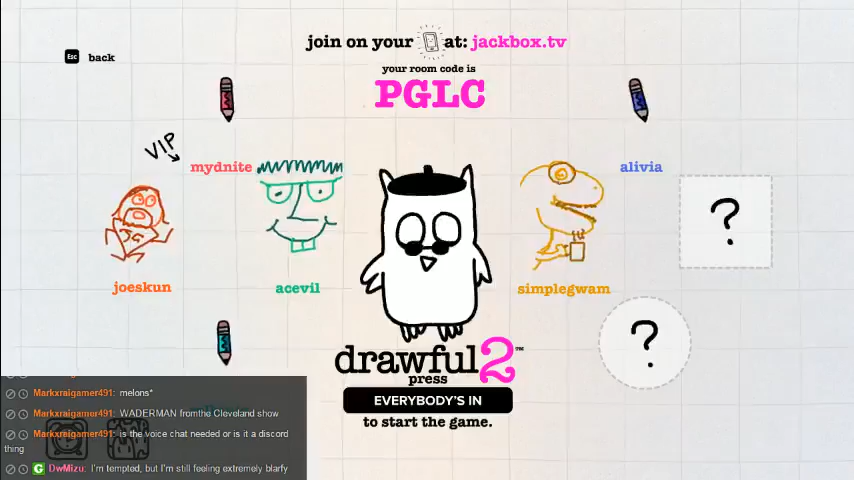 join on your at: jackbox.tv
Esc back
your room code is
PGLC
VIP
mydnite
alivia
?
joeskun
acevil
simplegwam
?
drawful 2™
press
EVERYBODY'S IN
to start the game.
Markxraigamer491: melons*
Markxraigamer491: WADERMAN fromthe Cleveland show
Markxraigamer491: is the voice chat needed or is it a discord
thing
G DwMizu: I'm tempted, but I'm still feeling extremely blarfy